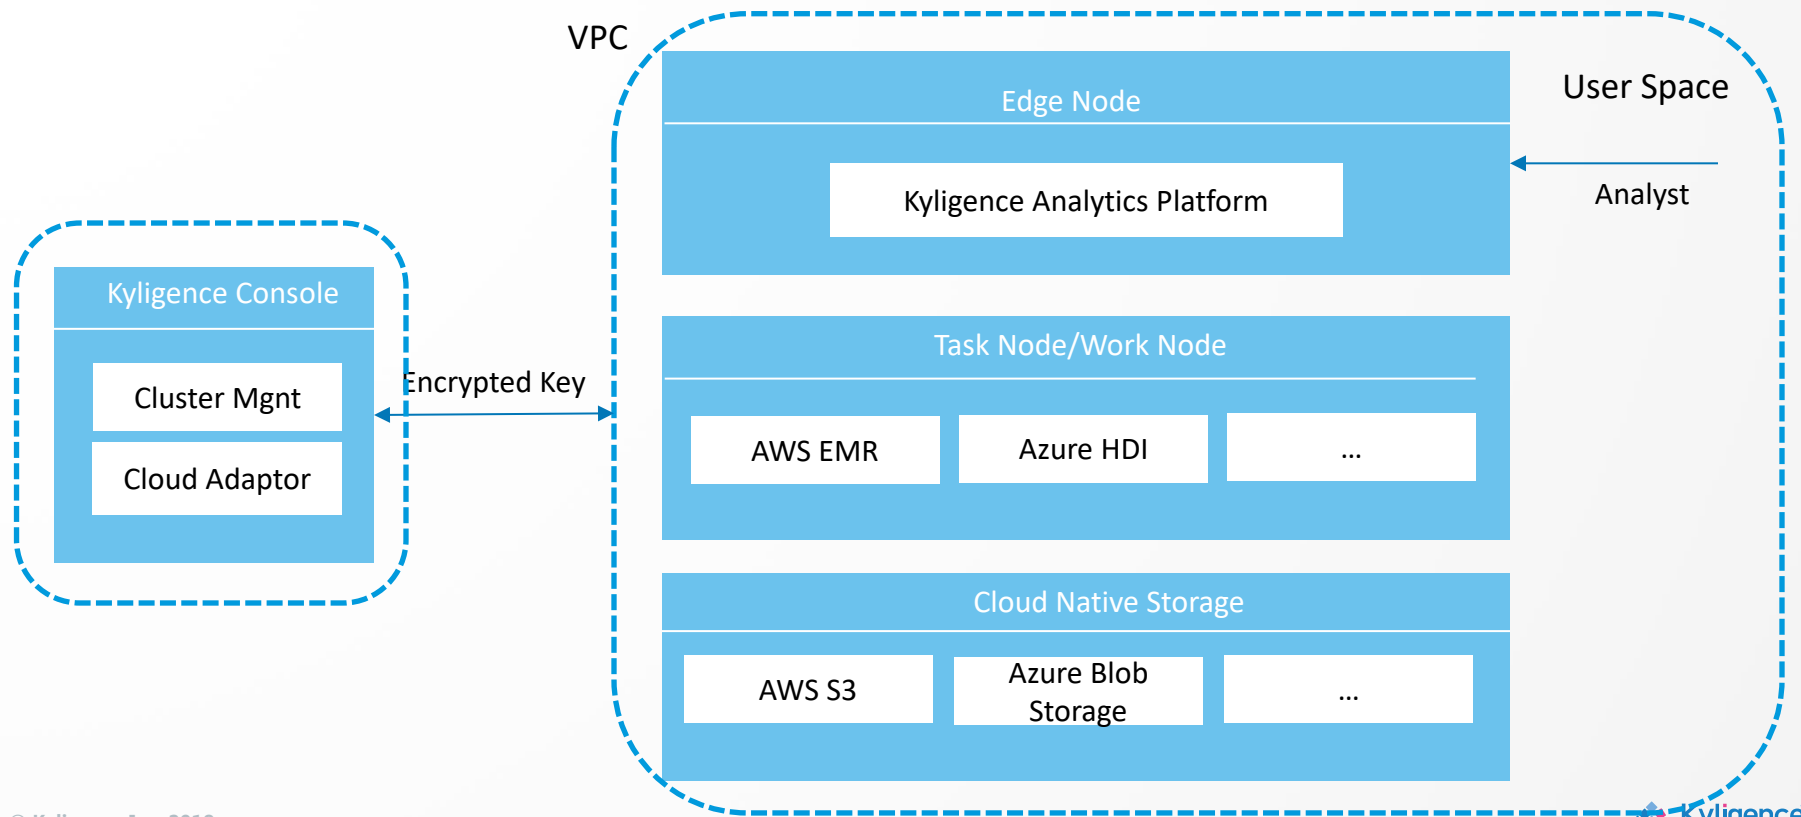 VPC
User Space
Edge Node
Kyligence Analytics Platform
Analyst
Kyligence Console
Cluster Mgnt
Cloud Adaptor
Encrypted Key
Task Node/Work Node
AWS EMR
Azure HDI
...
Cloud Native Storage
AWS S3
Azure Blob
Storage
...
Kyligence